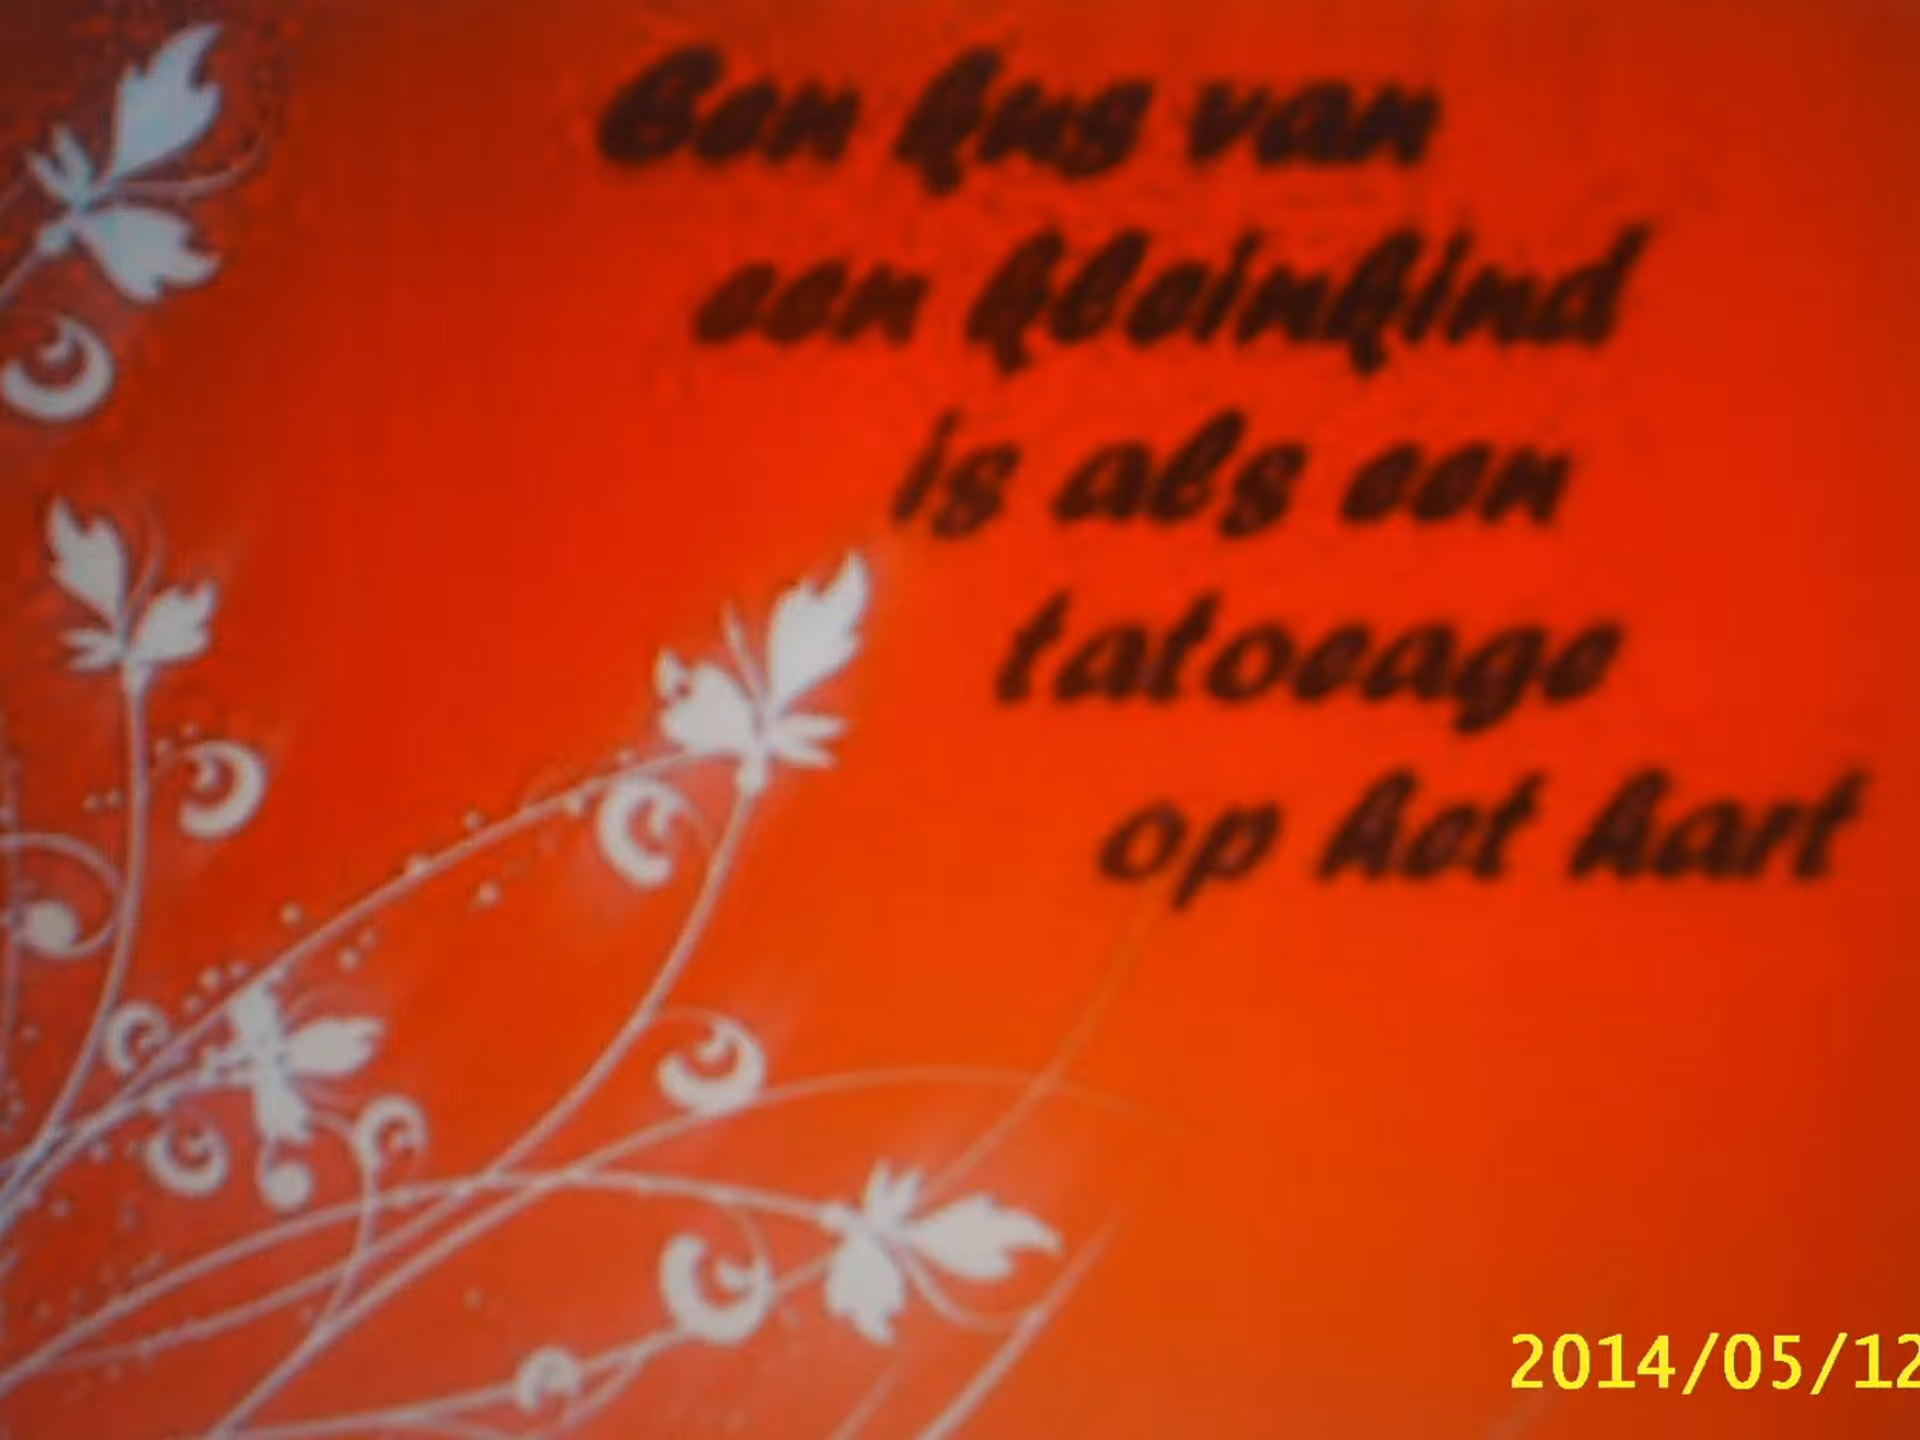 Een kus van
een kleinkind
is als een
tatoeage
op het hart
2014/05/12